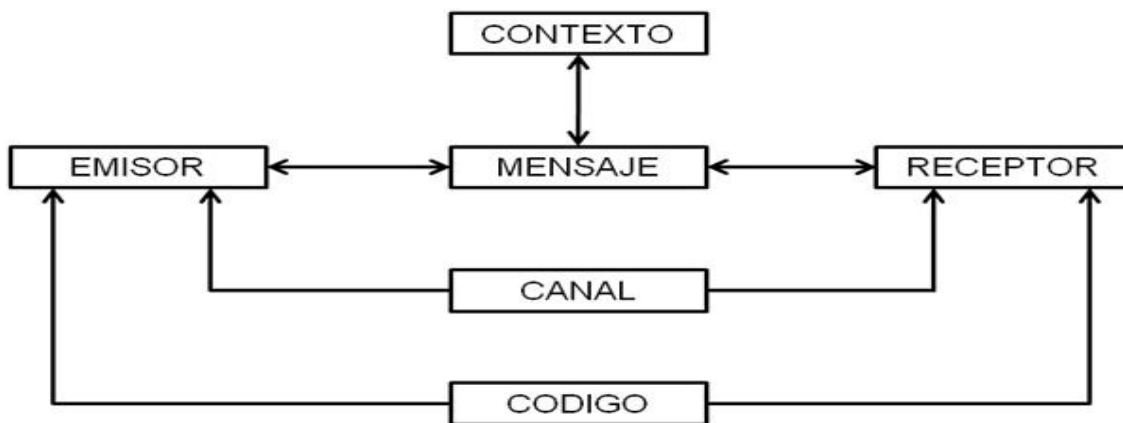 CONTEXTO
EMISOR
MENSAJE
RECEPTOR
CANAL
CODIGO